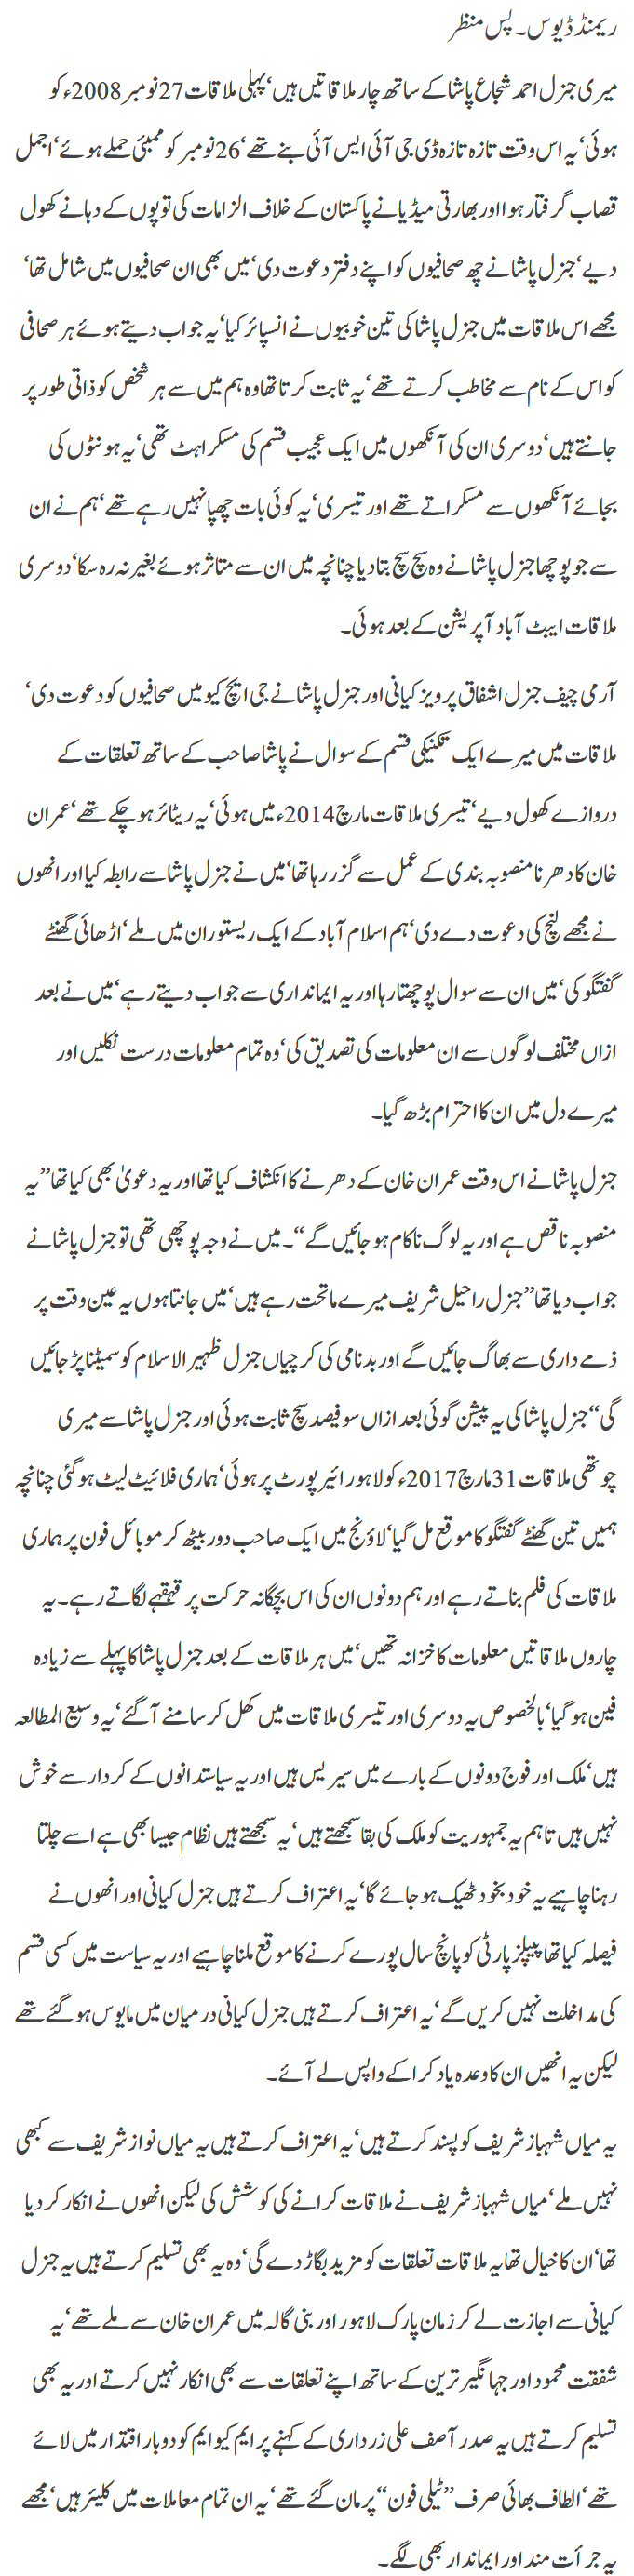 ریمنڈ ڈیوس۔ پس منظر
میری جنرل احمد شجاع پاشا کے ساتھ چار ملاقاتیں ہیں‘ پہلی ملاقات 27 نومبر 2008ء کو
ہوئی‘ یہ اس وقت تازہ تازہ ڈی جی آئی ایس آئی بنے تھے‘ 26 نومبر کو ممبئی حملے ہوئے‘ اجمل
قصاب گرفتار ہوا اور بھارتی میڈیا نے پاکستان کے خلاف الزامات کی توپوں کے دہانے کھول
دیے‘ جنرل پاشا نے چھ صحافیوں کو اپنے دفتر دعوت دی‘ میں بھی ان صحافیوں میں شامل تھا‘
مجھے اس ملاقات میں جنرل پاشا کی تین خوبیوں نے انسپائر کیا‘ یہ جواب دیتے ہوئے ہر صحافی
کو اس کے نام سے مخاطب کرتے تھے‘ یہ ثابت کرتا تھا وہ ہم میں سے ہر شخص کو ذاتی طور پر
جانتے ہیں‘ دوسری ان کی آنکھوں میں ایک عجیب قسم کی مسکراہٹ تھی‘ یہ ہونٹوں کی
بجائے آنکھوں سے مسکراتے تھے اور تیسری‘ یہ کوئی بات چھپا نہیں رہے تھے‘ ہم نے ان
سے جو پوچھا جنرل پاشا نے وہ سچ سچ بتا دیا چنانچہ میں ان سے متاثر ہوئے بغیر نہ رہ سکا‘ دوسری
ملاقات ایبٹ آباد آپریشن کے بعد ہوئی۔
آرمی چیف جنرل اشفاق پرویز کیانی اور جنرل پاشا نے جی ایچ کیو میں صحافیوں کو دعوت دی‘
ملاقات میں میرے ایک تکنیکی قسم کے سوال نے پاشا صاحب کے ساتھ تعلقات کے
دروازے کھول دیے‘ تیسری ملاقات مارچ 2014ء میں ہوئی‘ یہ ریٹائر ہو چکے تھے‘ عمران
خان کا دھرنا منصوبہ بندی کے عمل سے گزر رہا تھا‘ میں نے جنرل پاشا سے رابطہ کیا اور انھوں
نے مجھے لنچ کی دعوت دے دی‘ ہم اسلام آباد کے ایک ریستوران میں ملے‘ اڑھائی گھنٹے
گفتگو کی‘ میں ان سے سوال پوچھتا رہا اور یہ ایمانداری سے جواب دیتے رہے‘ میں نے بعد
ازاں مختلف لوگوں سے ان معلومات کی تصدیق کی‘ وہ تمام معلومات درست نکلیں اور
میرے دل میں ان کا احترام بڑھ گیا۔
جنرل پاشا نے اس وقت عمران خان کے دھرنے کا انکشاف کیا تھا اور یہ دعویٰ بھی کیا تھا ’’یہ
منصوبہ ناقص ہے اور یہ لوگ ناکام ہو جائیں گے‘‘۔ میں نے وجہ پوچھی تھی تو جنرل پاشا نے
جواب دیا تھا ’’جنرل راحیل شریف میرے ماتحت رہے ہیں‘ میں جانتا ہوں یہ عین وقت پر
ذمے داری سے بھاگ جائیں گے اور بدنامی کی کرچیاں جنرل ظہیر الاسلام کو سمیٹنا پڑ جائیں
گی‘‘ جنرل پاشا کی یہ پیشن گوئی بعد ازاں سو فیصد سچ ثابت ہوئی اور جنرل پاشا سے میری
چوتھی ملاقات 31 مارچ 2017ء کو لاہور ائیرپورٹ پر ہوئی‘ ہماری فلائیٹ لیٹ ہو گئی چنانچہ
ہمیں تین گھنٹے گفتگو کا موقع مل گیا‘ لاؤنج میں ایک صاحب دور بیٹھ کر موبائل فون پر ہماری
ملاقات کی فلم بناتے رہے اور ہم دونوں ان کی اس بچگانہ حرکت پر قہقہے لگاتے رہے۔ یہ
چاروں ملاقاتیں معلومات کا خزانہ تھیں‘ میں ہر ملاقات کے بعد جنرل پاشا کا پہلے سے زیادہ
فین ہو گیا‘ بالخصوص یہ دوسری اور تیسری ملاقات میں کھل کر سامنے آ گئے‘ یہ وسیع المطالعہ
ہیں‘ ملک اور فوج دونوں کے بارے میں سیریس ہیں اور یہ سیاستدانوں کے کردار سے خوش
نہیں ہیں تاہم یہ جمہوریت کو ملک کی بقا سمجھتے ہیں‘ یہ سمجھتے ہیں نظام جیسا بھی ہے اسے چلتا
رہنا چاہیے یہ خود بخود ٹھیک ہو جائے گا‘ یہ اعتراف کرتے ہیں جنرل کیانی اور انھوں نے
فیصلہ کیا تھا پیپلز پارٹی کو پانچ سال پورے کرنے کا موقع ملنا چاہیے اور یہ سیاست میں کسی قسم
کی مداخلت نہیں کریں گے‘ یہ اعتراف کرتے ہیں جنرل کیانی درمیان میں مایوس ہو گئے تھے
لیکن یہ انھیں ان کا وعدہ یاد کرا کے واپس لے آئے۔
یہ میاں شہباز شریف کو پسند کرتے ہیں‘ یہ اعتراف کرتے ہیں یہ میاں نواز شریف سے کبھی
نہیں ملے‘ میاں شہباز شریف نے ملاقات کرانے کی کوشش کی لیکن انھوں نے انکار کر دیا
تھا‘ ان کا خیال تھا یہ ملاقات تعلقات کو مزید بگاڑ دے گی‘ وہ یہ بھی تسلیم کرتے ہیں یہ جنرل
کیانی سے اجازت لے کر زمان پارک لاہور اور بنی گالہ میں عمران خان سے ملے تھے‘ یہ
شفقت محمود اور جہانگیر ترین کے ساتھ اپنے تعلقات سے بھی انکار نہیں کرتے اور یہ بھی
تسلیم کرتے ہیں یہ صدر آصف علی زرداری کے کہنے پر ایم کیو ایم کو دوبار اقتدار میں لائے
تھے‘ الطاف بھائی صرف ’’ٹیلی فون‘‘ پر مان گئے تھے‘ یہ ان تمام معاملات میں کلیئر ہیں‘ مجھے
یہ جرأت مند اور ایماندار بھی لگے۔